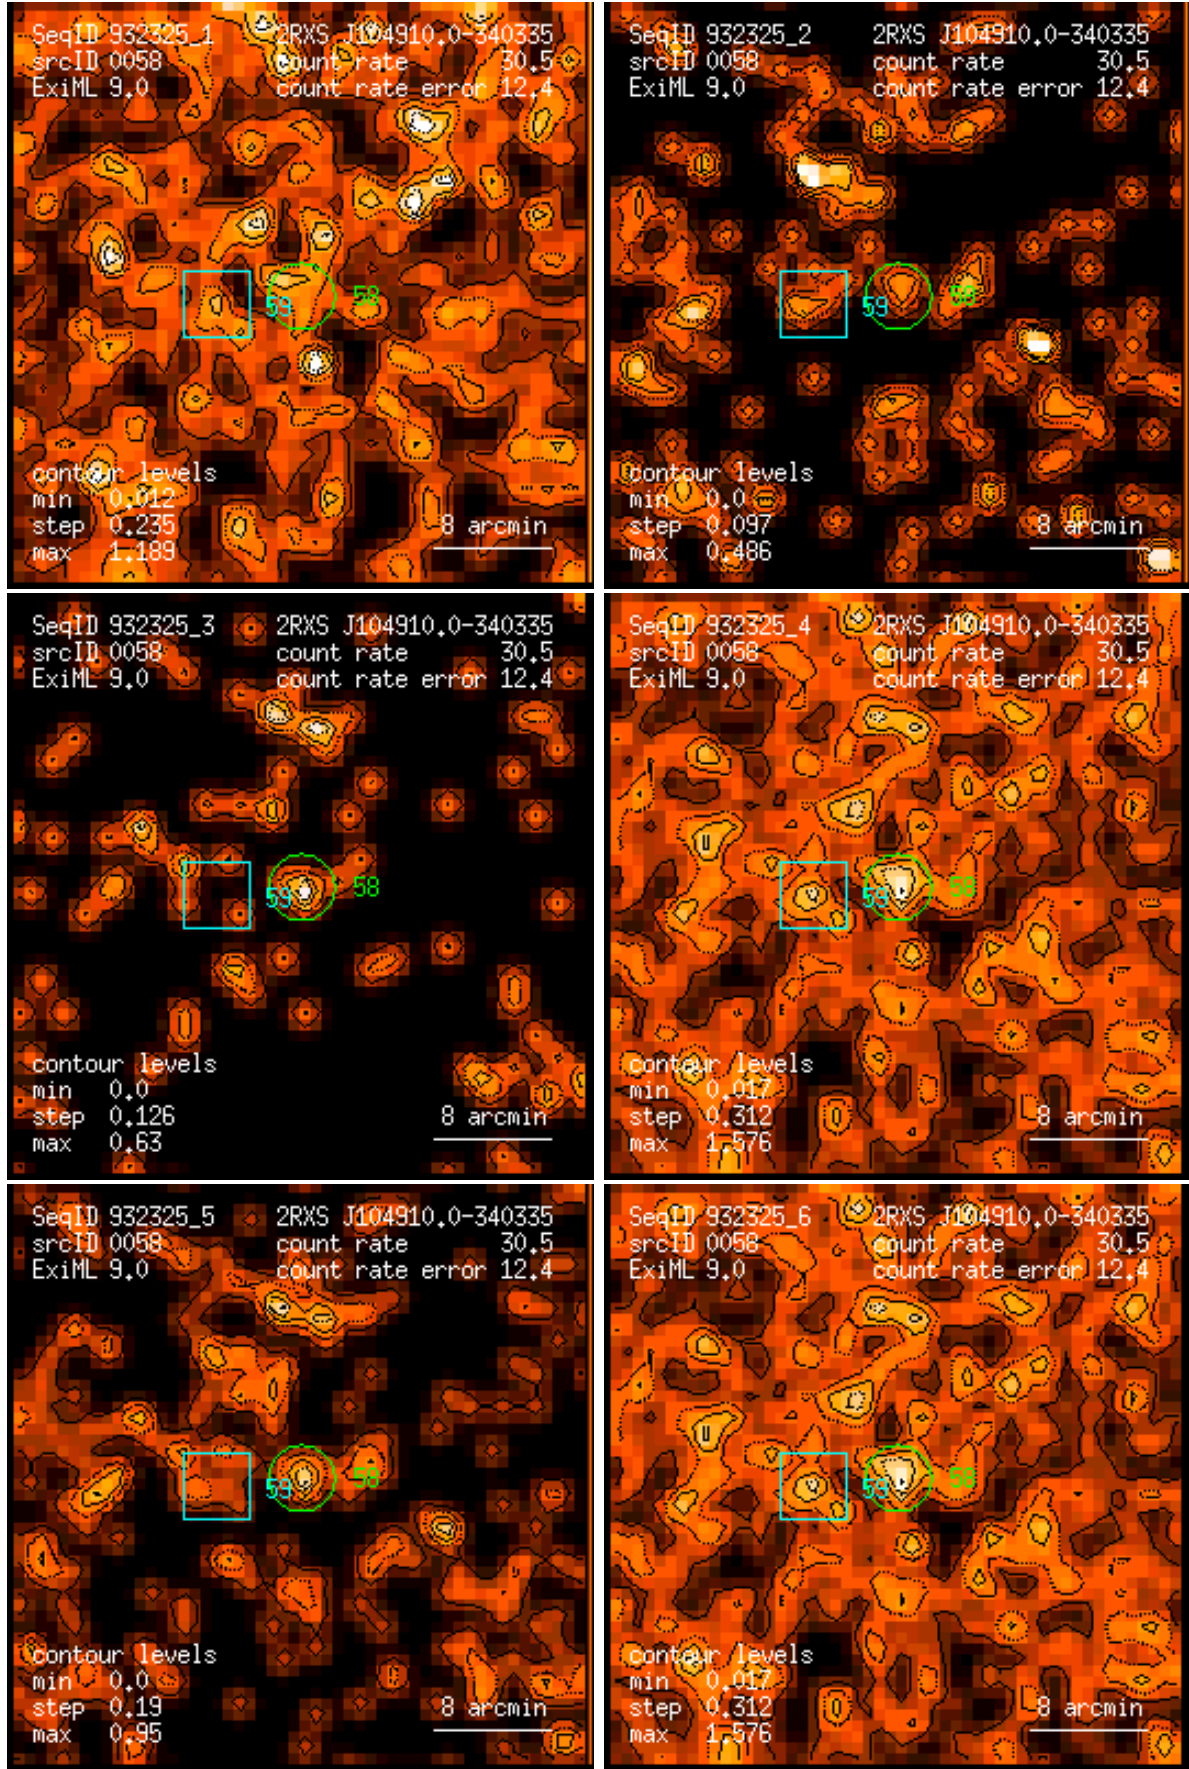 SeqID 932325_1 2RXS J104910.0-340335
srcID 0058 count rate 30.5
ExiML 9.0 count rate error 12.4
59 58
contour levels
min 0.012
step 0.235
max 1.189
8 arcmin
SeqID 932325_2 2RXS J104910.0-340335
srcID 0058 count rate 30.5
ExiML 9.0 count rate error 12.4
59 58
contour levels
min 0.0
step 0.097
max 0.486
8 arcmin
SeqID 932325_3 2RXS J104910.0-340335
srcID 0058 count rate 30.5
ExiML 9.0 count rate error 12.4
59 58
contour levels
min 0.0
step 0.126
max 0.63
8 arcmin
SeqID 932325_4 2RXS J104910.0-340335
srcID 0058 count rate 30.5
ExiML 9.0 count rate error 12.4
59 58
contour levels
min 0.017
step 0.312
max 1.576
8 arcmin
SeqID 932325_5 2RXS J104910.0-340335
srcID 0058 count rate 30.5
ExiML 9.0 count rate error 12.4
59 58
contour levels
min 0.0
step 0.19
max 0.95
8 arcmin
SeqID 932325_6 2RXS J104910.0-340335
srcID 0058 count rate 30.5
ExiML 9.0 count rate error 12.4
59 58
contour levels
min 0.017
step 0.312
max 1.576
8 arcmin